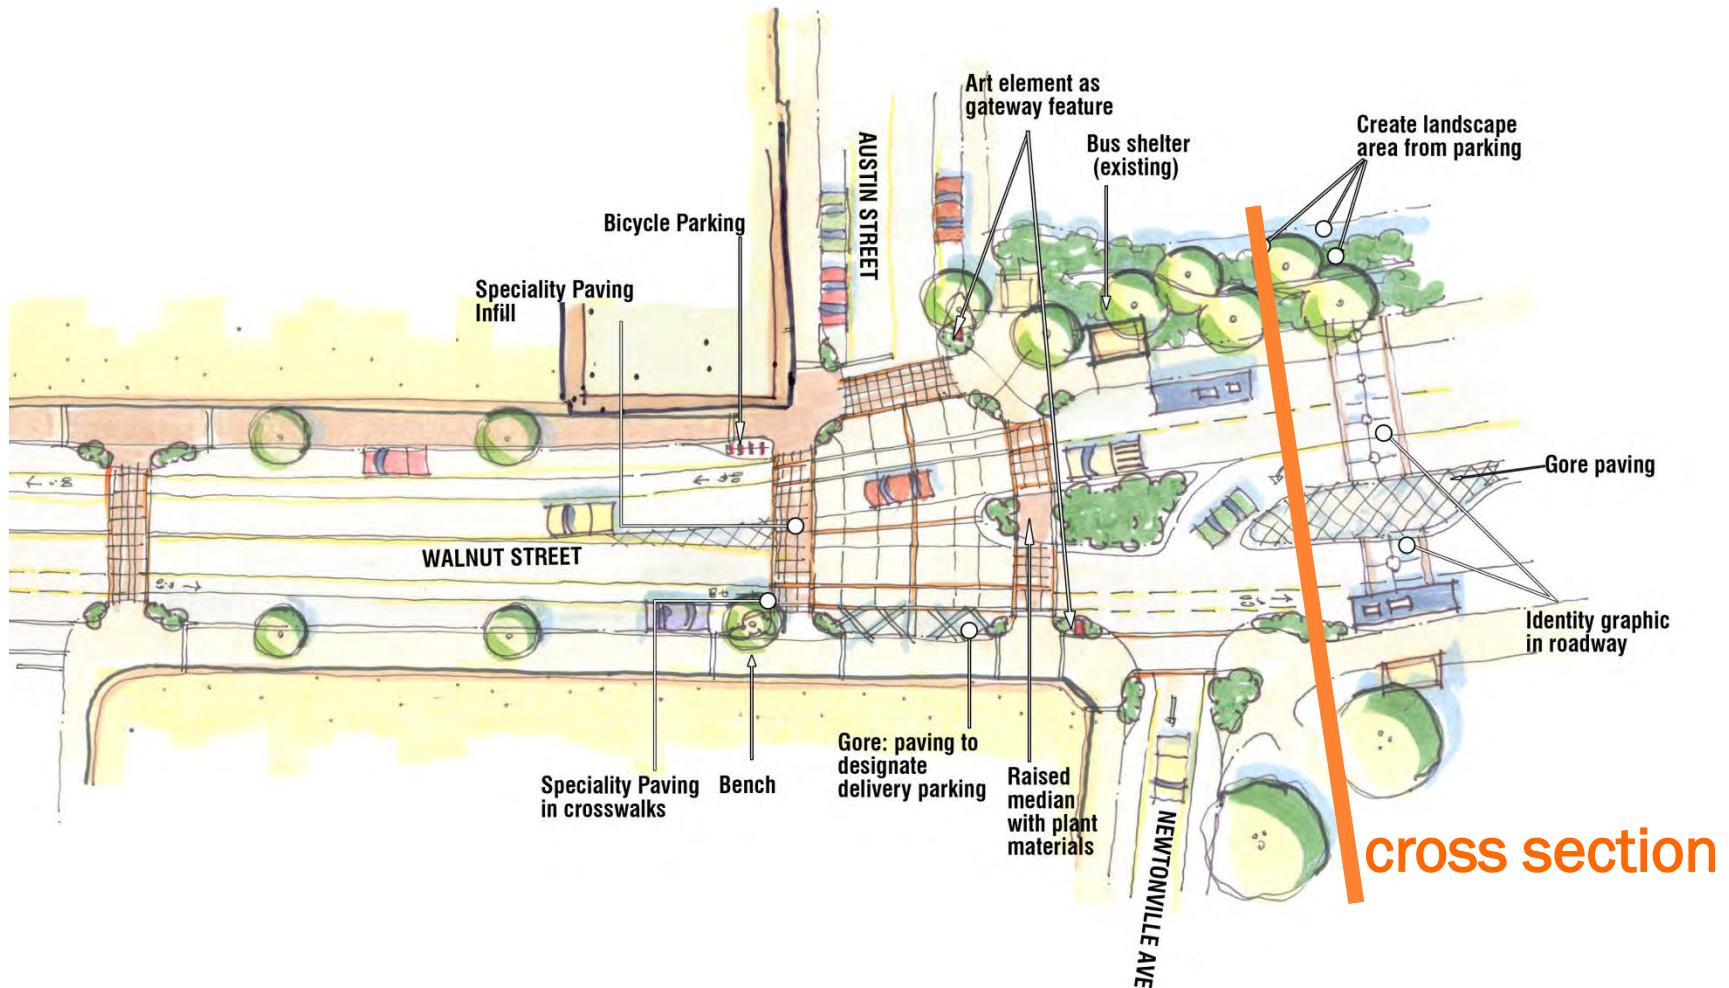 Art element as
gateway feature
Bus shelter
(existing)
Create landscape
area from parking
AUSTIN STREET
Bicycle Parking
Speciality Paving
Infill
Gore paving
WALNUT STREET
Identity graphic
in roadway
Speciality Paving
in crosswalks
Bench
Gore: paving to
designate
delivery parking
Raised
median
with plant
materials
NEWTONVILLE AVE
cross section